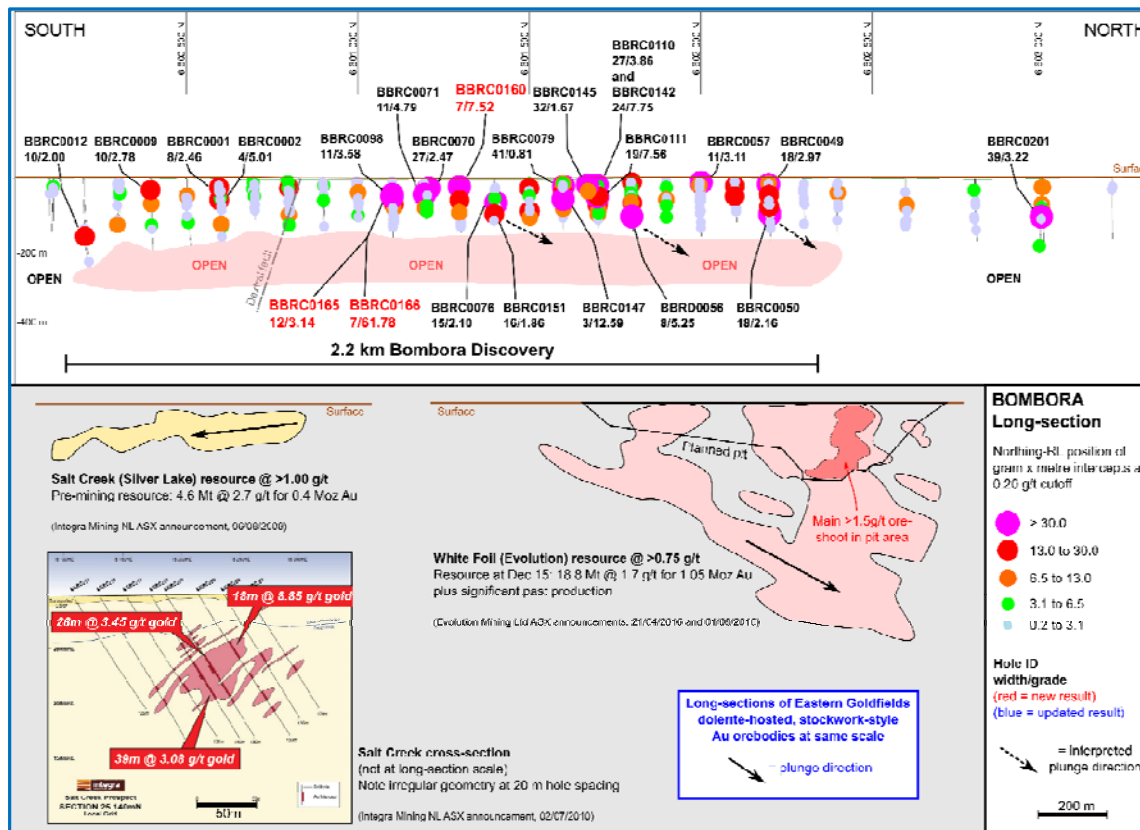 SOUTH
NORTH
BBRC0110
27/3.86
and
BBRC0142
24/7.75
BBRC0071
11/4.79
BBRC0160
7/7.52
BBRC0145
32/1.67
BBRC0012
10/2.00
BBRC0009
10/2.78
BBRC0001
8/2.46
BBRC0002
4/5.01
BBRC0098
11/3.58
BBRC0070
27/2.47
BBRC0079
41/0.81
BBRC0111
19/7.56
BBRC0057
11/3.11
BBRC0049
18/2.97
BBRC0201
39/3.22
Surface
-200 m
OPEN
OPEN
OPEN
OPEN
OPEN
-400 m
BBRC0165
12/3.14
BBRC0166
7/61.78
BBRC0076
15/2.10
BBRC0151
16/1.86
BBRC0147
3/12.59
BBRD0056
8/5.25
BBRC0050
18/2.16
2.2 km Bombora Discovery
Surface
Salt Creek (Silver Lake) resource @ >1.00 g/t
Pre-mining resource: 4.6 Mt @ 2.7 g/t for 0.4 Moz Au
(Integra Mining NL ASX announcement,
18m @ 8.85 g/t gold
28m @ 3.45 g/t gold
39m @ 3.08 g/t gold
integra
Salt Creek Prospect
SECTION 25 140mN
Local Grid
50m
Salt Creek cross-section
(not at long-section scale)
Note irregular geometry at 20 m hole spacing
(Integra Mining NL ASX announcement, 02/07/2010)
Surface
Planned pit
Main >1.5g/t ore-
shoot in pit area
White Foil (Evolution) resource @ >0.75 g/t
Resource at Dec 15: 18.8 Mt @ 1.7 g/t for 1.05 Moz Au
plus significant past production
(Evolution Mining Ltd ASX announcements,
Long-sections of Eastern Goldfields
dolerite-hosted, stockwork-style
Au orebodies at same scale
= plunge direction
BOMBORA
Long-section
Northing-RL position of
gram x metre intercepts a
0.20 g/t cutoff
> 30.0
13.0 to 30.0
6.5 to 13.0
3.1 to 6.5
0.2 to 3.1
Hole ID
width/grade
(red = new result)
(blue = updated result)
= Interpreted
plunge direction
200 m